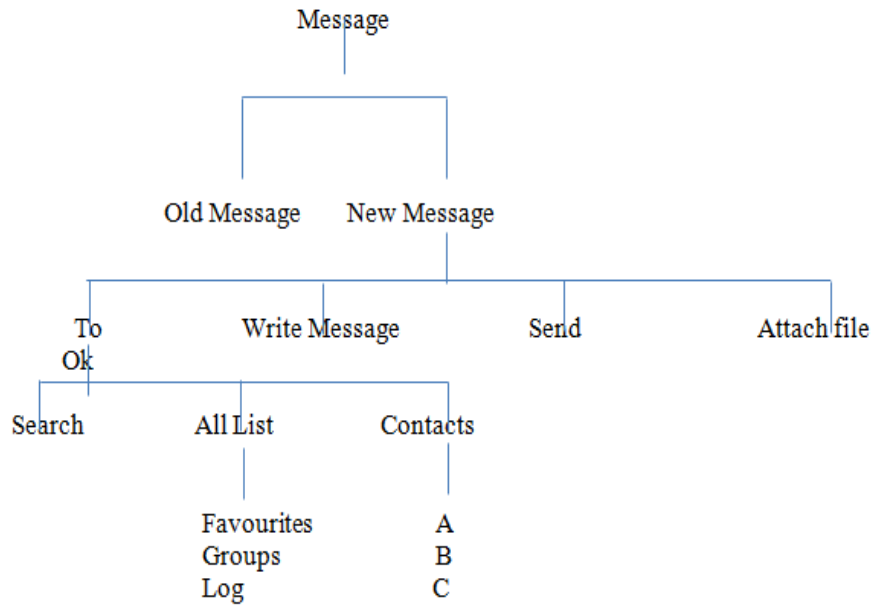 Message
Old Message New Message
To Write Message Send Attach file
Ok
Search All List Contacts
Favourites A
Groups B
Log C